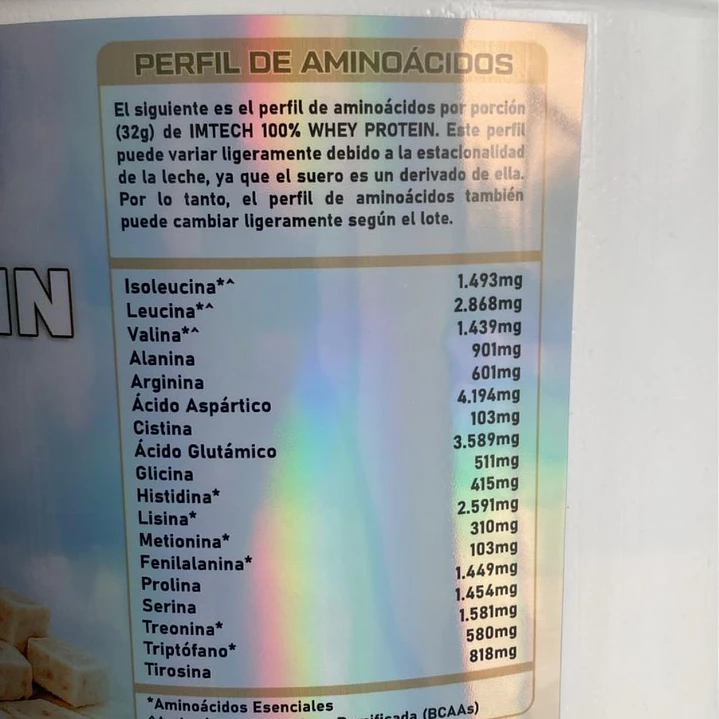 PERFIL DE AMINOÁCIDOS
El siguiente es el perfil de aminoácidos por porción
(32g) de IMTECH 100% WHEY PROTEIN. Este perfil
puede variar ligeramente debido a la estacionalidad
de la leche, ya que el suero es un derivado de ella.
Por lo tanto, el perfil de aminoácidos también
puede cambiar ligeramente según el lote.
IN
Isoleucina*^ 1.493mg
Leucina*^ 2.868mg
Valina*^ 1.439mg
Alanina 901mg
Arginina 601mg
Ácido Aspártico 4.194mg
Cistina 103mg
Ácido Glutámico 3.589mg
Glicina 511mg
Histidina* 415mg
Lisina* 2.591mg
Metionina* 310mg
Fenilalanina* 103mg
Prolina 1.449mg
Serina 1.454mg
Treonina* 1.581mg
Triptófano* 580mg
Tirosina 818mg
*Aminoácidos Esenciales
(BCAAs)